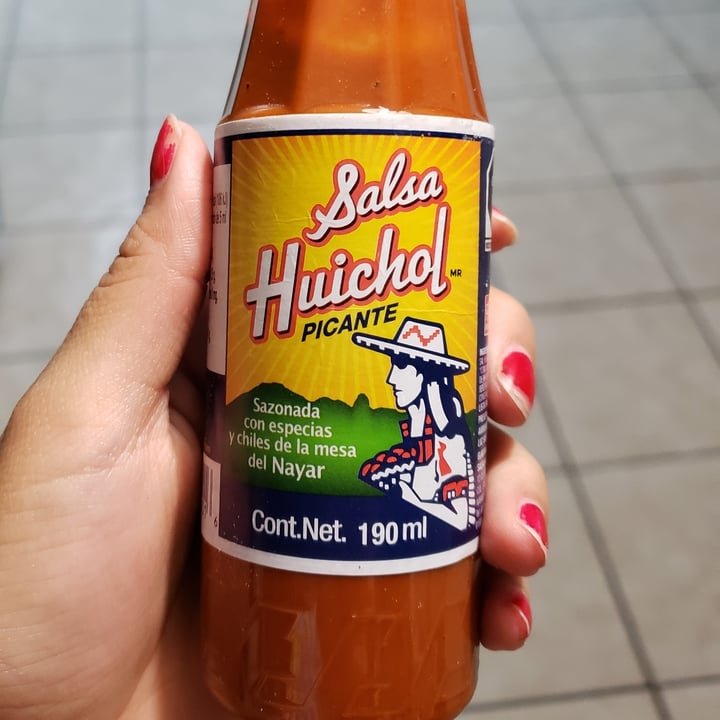 Salsa
Huichol
MR
PICANTE
Sazonada
con especias
y chiles de la mesa
del Nayar
Cont.Net. 190 ml